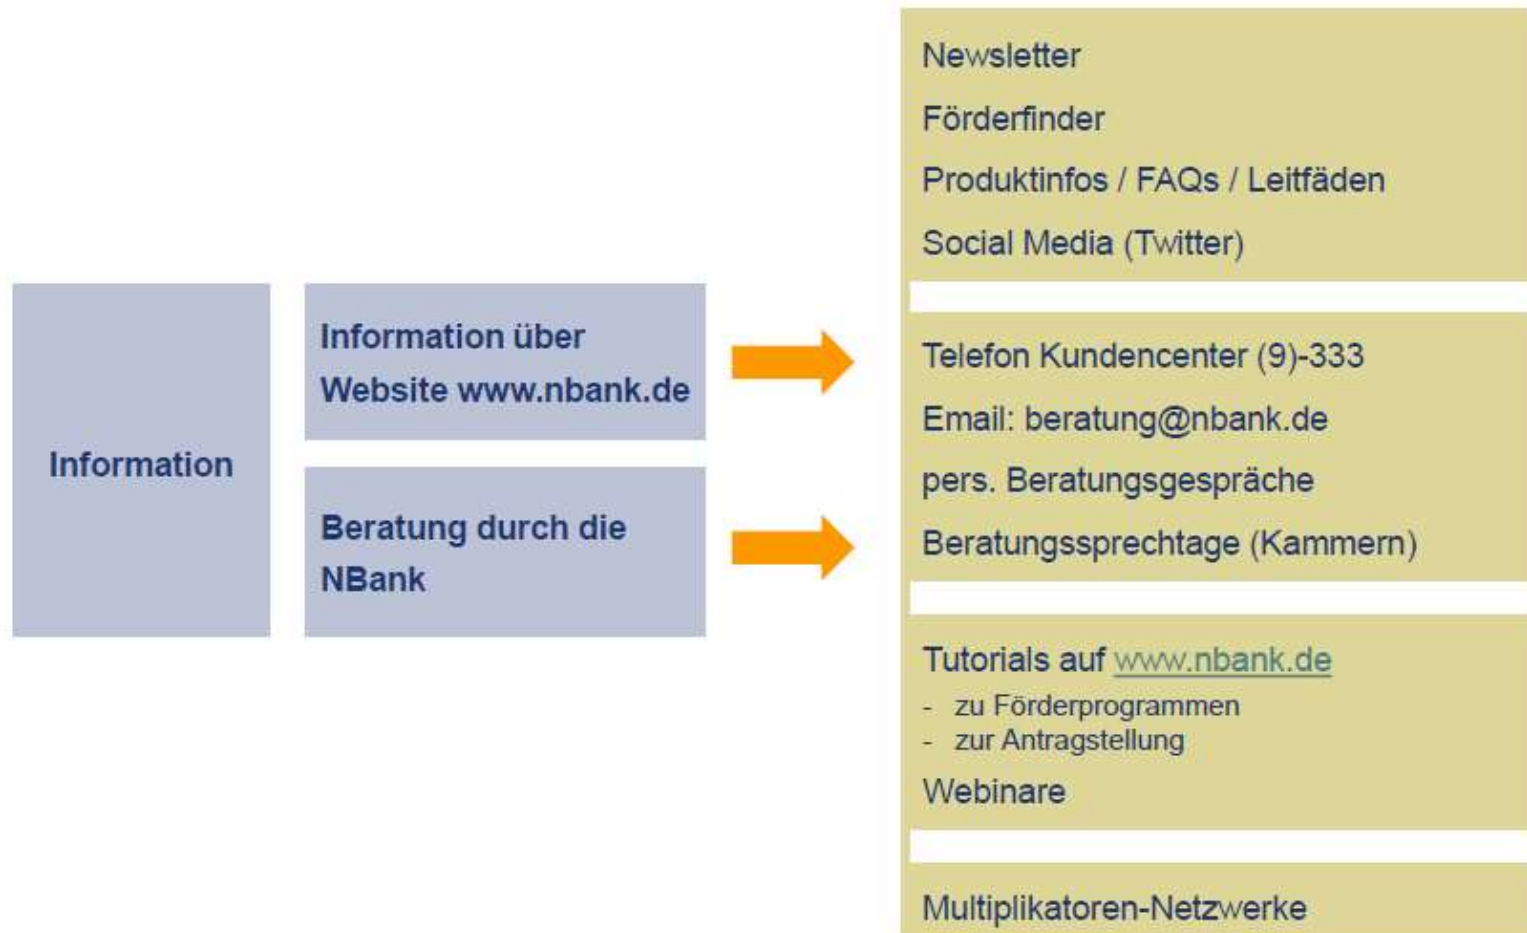 Information
Information über
Website www.nbank.de
Beratung durch die
NBank
Newsletter
Förderfinder
Produktinfos / FAQs / Leitfäden
Social Media (Twitter)
Telefon Kundencenter (9)-333
Email: beratung@nbank.de
pers. Beratungsgespräche
Beratungssprechtage (Kammern)
Tutorials auf www.nbank.de
- zu Förderprogrammen
- zur Antragstellung
Webinare
Multiplikatoren-Netzwerke